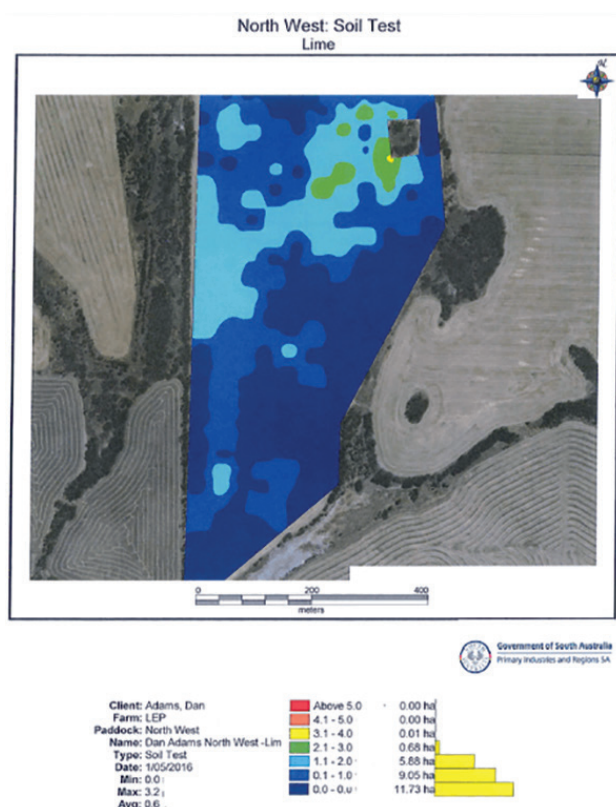 North West: Soil Test
Lime
N
0 200 400
meters
Government of South Australia
Primary Industries and Regions SA
Client: Adams, Dan
Farm: LEP
Paddock: North West
Name: Dan Adams North West -Lim
Type: Soil Test
Date: 1/05/2016
Min: 0.0
Max: 3.2
Avg: 0.6
Above 5.0 0.00 ha
4.1 - 5.0 0.00 ha
3.1 - 4.0 0.01 ha
2.1 - 3.0 0.68 ha
1.1 - 2.0 5.88 ha
0.1 - 1.0 9.05 ha
0.0 - 0.0 11.73 ha